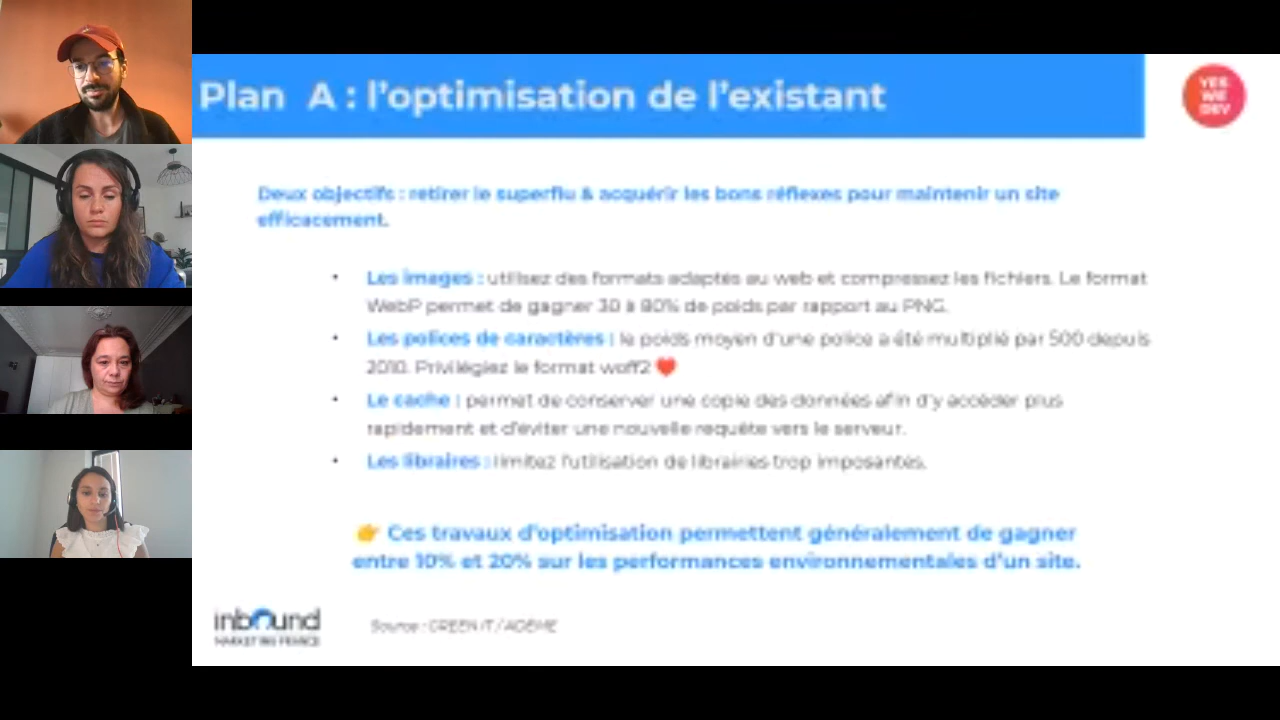 Plan A : l'optimisation de l'existant
YES
WE
DEV
Deux objectifs : retirer le superflu & acquérir les bons réflexes pour maintenir un site
efficacement.
• Les images : utilisez des formats adaptés au web et compressez les fichiers. Le format
WebP permet de gagner 30 à 80% de poids par rapport au PNG.
• Les polices de caractères : le poids moyen d'une police a été multiplié par 500 depuis
2010. Privilégiez le format woff2 ❤️
• Le cache : permet de conserver une copie des données afin d'y accéder plus
rapidement et d'éviter une nouvelle requête vers le serveur.
• Les libraires : limitez l'utilisation de librairies trop imposantes.
👉 Ces travaux d'optimisation permettent généralement de gagner
entre 10% et 20% sur les performances environnementales d'un site.
inbound
MARKETING FRANCE
Source : GREEN IT / ADEME